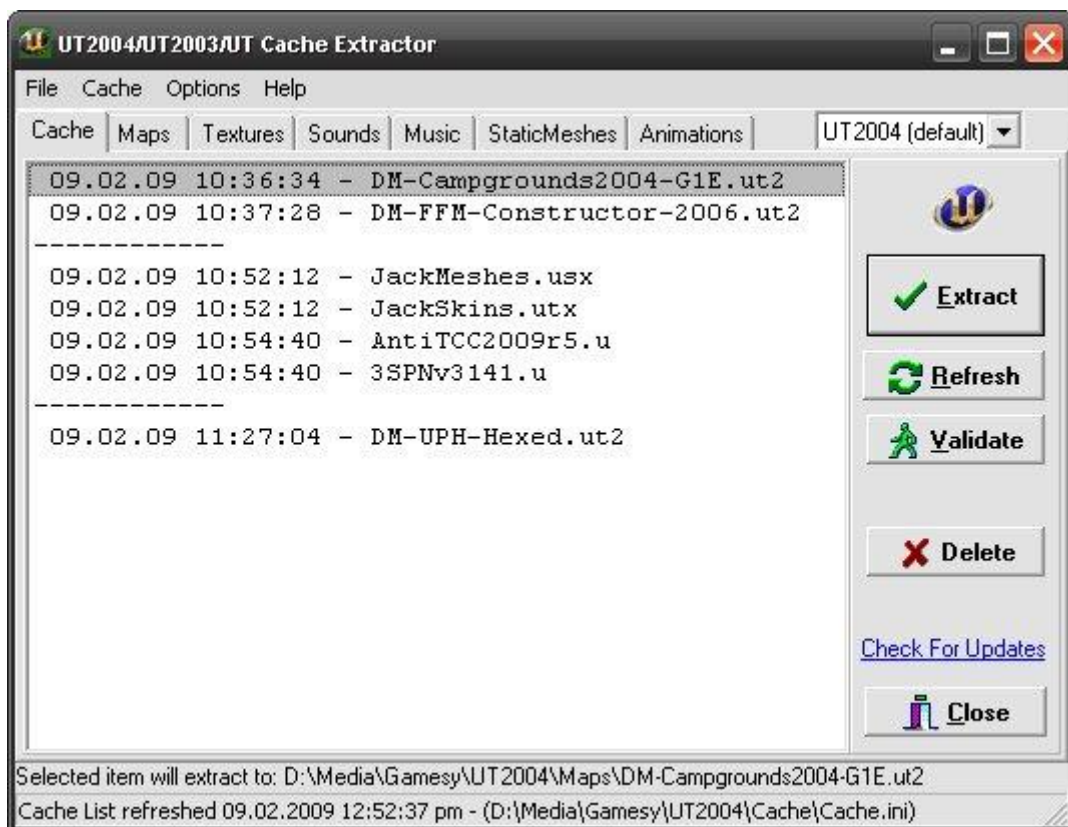 UT2004/UT2003/UT Cache Extractor
File Cache Options Help
Cache Maps Textures Sounds Music StaticMeshes Animations UT2004 (default)
09.02.09 10:36:34 - DM-Campgrounds2004-G1E.ut2
09.02.09 10:37:28 - DM-FFM-Constructor-2006.ut2
------------
09.02.09 10:52:12 - JackMeshes.usx
09.02.09 10:52:12 - JackSkins.utx
09.02.09 10:54:40 - AntiTCC2009r5.u
09.02.09 10:54:40 - 3SPNv3141.u
------------
09.02.09 11:27:04 - DM-UPH-Hexed.ut2
Extract
Refresh
Validate
Delete
Check For Updates
Close
Selected item will extract to: D:\Media\Gamesy\UT2004\Maps\DM-Campgrounds2004-G1E.ut2
Cache List refreshed 09.02.2009 12:52:37 pm - (D:\Media\Gamesy\UT2004\Cache\Cache.ini)